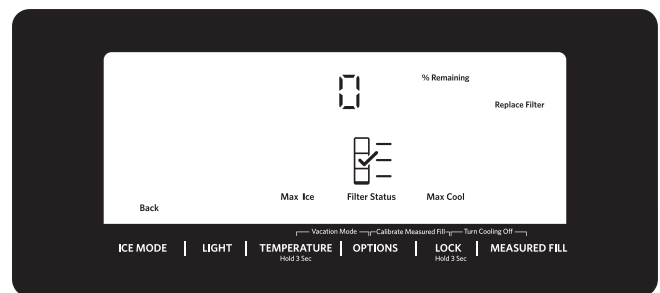 0
% Remaining
Replace Filter
Max Ice Filter Status Max Cool
Back
Vacation Mode Calibrate Measured Fill Turn Cooling Off
ICE MODE LIGHT TEMPERATURE OPTIONS LOCK MEASURED FILL
Hold 3 Sec Hold 3 Sec